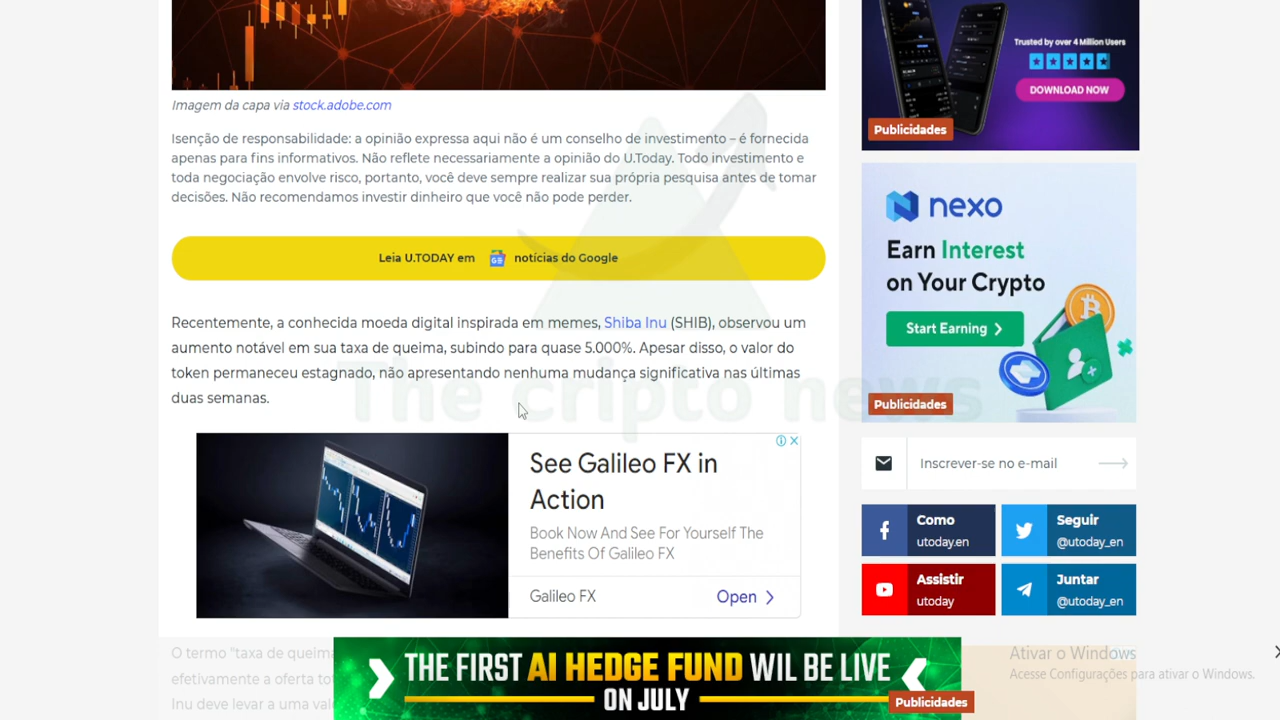 Imagem da capa via stock.adobe.com
Isenção de responsabilidade: a opinião expressa aqui não é um conselho de investimento – é fornecida
apenas para fins informativos. Não reflete necessariamente a opinião do U.Today. Todo investimento e
toda negociação envolve risco, portanto, você deve sempre realizar sua própria pesquisa antes de tomar
decisões. Não recomendamos investir dinheiro que você não pode perder.
Leia U.TODAY em GE notícias do Google
Recentemente, a conhecida moeda digital inspirada em memes, Shiba Inu (SHIB), observou um
aumento notável em sua taxa de queima, subindo para quase 5.000%. Apesar disso, o valor do
token permaneceu estagnado, não apresentando nenhuma mudança significativa nas últimas
duas semanas.
The cripto news
See Galileo FX in
Action
Book Now And See For Yourself The
Benefits Of Galileo FX
Galileo FX
Open
O termo "taxa de queima
efetivamente a oferta tot
Inu deve levar a uma val
THE FIRST AI HEDGE FUND WIL BE LIVE
ON JULY
Publicidades
Trusted by over 4 Million Users
DOWNLOAD NOW
Publicidades
nexo
Earn Interest
on Your Crypto
Start Earning
Publicidades
Inscrever-se no e-mail
Como
utoday.en
Seguir
@utoday_en
Assistir
utoday
Juntar
@utoday_en
Ativar o Windows
Acesse Configurações para ativar o Windows.